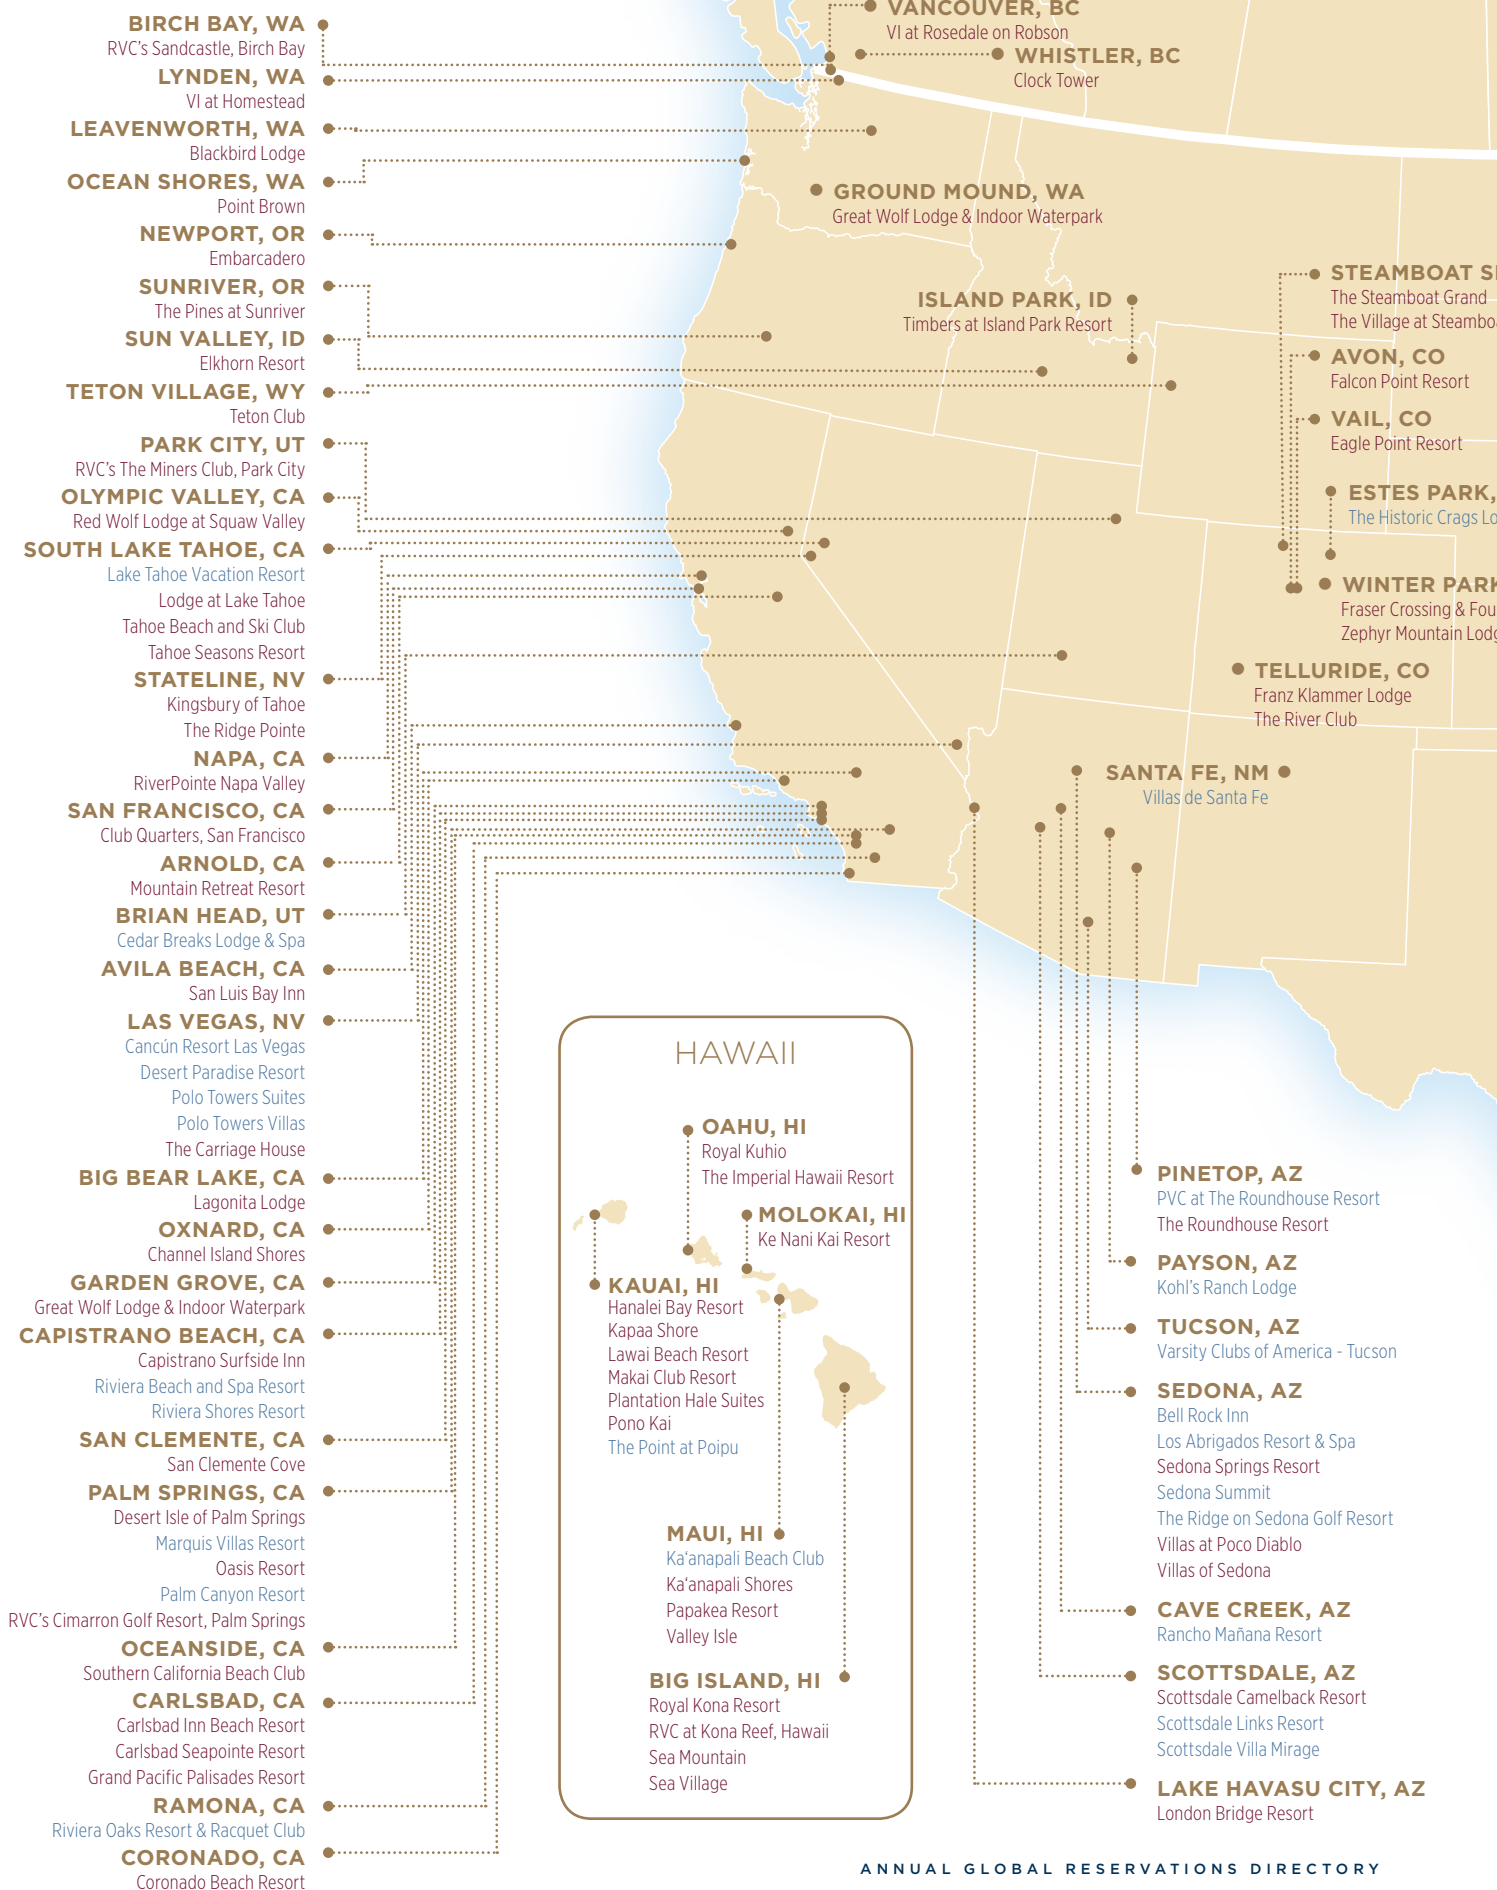 BIRCH BAY, WA
RVC's Sandcastle, Birch Bay
LYNDEN, WA
VI at Homestead
LEAVENWORTH, WA
Blackbird Lodge
OCEAN SHORES, WA
Point Brown
NEWPORT, OR
Embarcadero
SUNRIVER, OR
The Pines at Sunriver
SUN VALLEY, ID
Elkhorn Resort
TETON VILLAGE, WY
Teton Club
PARK CITY, UT
RVC's The Miners Club, Park City
OLYMPIC VALLEY, CA
Red Wolf Lodge at Squaw Valley
SOUTH LAKE TAHOE, CA
Lake Tahoe Vacation Resort
Lodge at Lake Tahoe
Tahoe Beach and Ski Club
Tahoe Seasons Resort
STATELINE, NV
Kingsbury of Tahoe
The Ridge Pointe
NAPA, CA
RiverPointe Napa Valley
SAN FRANCISCO, CA
Club Quarters, San Francisco
ARNOLD, CA
Mountain Retreat Resort
BRIAN HEAD, UT
Cedar Breaks Lodge & Spa
AVILA BEACH, CA
San Luis Bay Inn
LAS VEGAS, NV
Cancún Resort Las Vegas
Desert Paradise Resort
Polo Towers Suites
Polo Towers Villas
The Carriage House
BIG BEAR LAKE, CA
Lagonita Lodge
OXNARD, CA
Channel Island Shores
GARDEN GROVE, CA
Great Wolf Lodge & Indoor Waterpark
CAPISTRANO BEACH, CA
Capistrano Surfside Inn
Riviera Beach and Spa Resort
Riviera Shores Resort
SAN CLEMENTE, CA
San Clemente Cove
PALM SPRINGS, CA
Desert Isle of Palm Springs
Marquis Villas Resort
Oasis Resort
Palm Canyon Resort
RVC's Cimarron Golf Resort, Palm Springs
OCEANSIDE, CA
Southern California Beach Club
CARLSBAD, CA
Carlsbad Inn Beach Resort
Carlsbad Seapointe Resort
Grand Pacific Palisades Resort
RAMONA, CA
Riviera Oaks Resort & Racquet Club
CORONADO, CA
Coronado Beach Resort
VANCOUVER, BC
VI at Rosedale on Robson
WHISTLER, BC
Clock Tower
GROUND MOUND, WA
Great Wolf Lodge & Indoor Waterpark
ISLAND PARK, ID
Timbers at Island Park Resort
STEAMBOAT
The Steamboat Grand
The Village at
AVON, CO
Falcon Point Resort
VAIL, CO
Eagle Point Resort
ESTES PARK,
The Historic Crags
WINTER PARK
Fraser Crossing &
Zephyr Mountain
TELLURIDE, CO
Franz Klammer Lodge
The River Club
SANTA FE, NM
Villas de Santa Fe
HAWAII
OAHU, HI
Royal Kuhio
The Imperial Hawaii Resort
MOLOKAI, HI
Ke Nani Kai Resort
KAUAI, HI
Hanalei Bay Resort
Kapaa Shore
Lawai Beach Resort
Makai Club Resort
Plantation Hale Suites
Pono Kai
The Point at Poipu
MAUI, HI
Ka‘anapali Beach Club
Ka‘anapali Shores
Papakea Resort
Valley Isle
BIG ISLAND, HI
Royal Kona Resort
RVC at Kona Reef, Hawaii
Sea Mountain
Sea Village
PINETOP, AZ
PVC at The Roundhouse Resort
The Roundhouse Resort
PAYSON, AZ
Kohl's Ranch Lodge
TUCSON, AZ
Varsity Clubs of America - Tucson
SEDONA, AZ
Bell Rock Inn
Los Abrigados Resort & Spa
Sedona Springs Resort
Sedona Summit
The Ridge on Sedona Golf Resort
Villas at Poco Diablo
Villas of Sedona
CAVE CREEK, AZ
Rancho Mañana Resort
SCOTTSDALE, AZ
Scottsdale Camelback Resort
Scottsdale Links Resort
Scottsdale Villa Mirage
LAKE HAVASU CITY, AZ
London Bridge Resort
ANNUAL GLOBAL RESERVATIONS DIRECTORY